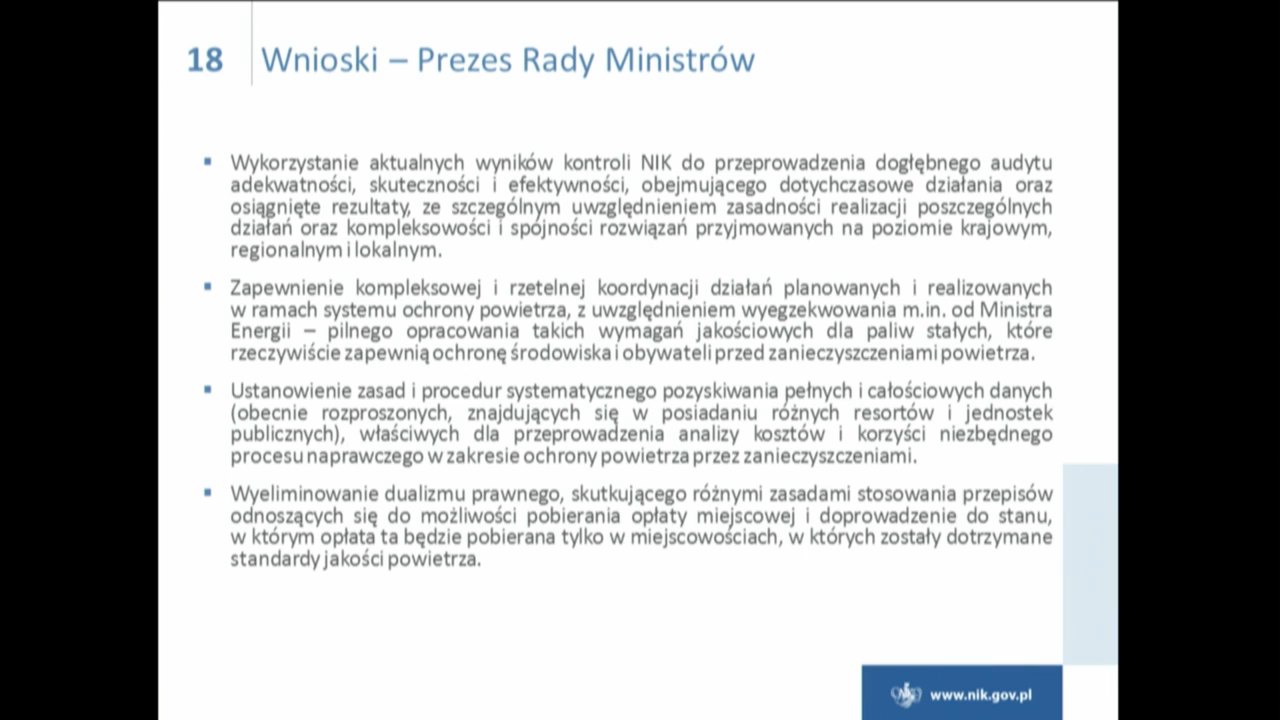 18 Wnioski – Prezes Rady Ministrów
▪ Wykorzystanie aktualnych wyników kontroli NIK do przeprowadzenia dogłębnego audytu
adekwatności, skuteczności i efektywności, obejmującego dotychczasowe działania oraz
osiągnięte rezultaty, ze szczególnym uwzględnieniem zasadności realizacji poszczególnych
działań oraz kompleksowości i spójności rozwiązań przyjmowanych na poziomie krajowym,
regionalnym i lokalnym.
▪ Zapewnienie kompleksowej i rzetelnej koordynacji działań planowanych i realizowanych
w ramach systemu ochrony powietrza, z uwzględnieniem wyegzekwowania m.in. od Ministra
Energii – pilnego opracowania takich wymagań jakościowych dla paliw stałych, które
rzeczywiście zapewnią ochronę środowiska i obywateli przed zanieczyszczeniami powietrza.
▪ Ustanowienie zasad i procedur systematycznego pozyskiwania pełnych i całościowych danych
(obecnie rozproszonych, znajdujących się w posiadaniu różnych resortów i jednostek
publicznych), właściwych dla przeprowadzenia analizy kosztów i korzyści niezbędnego
procesu naprawczego w zakresie ochrony powietrza przez zanieczyszczeniami.
▪ Wyeliminowanie dualizmu prawnego, skutkującego różnymi zasadami stosowania przepisów
odnoszących się do możliwości pobierania opłaty miejscowej i doprowadzenie do stanu,
w którym opłata ta będzie pobierana tylko w miejscowościach, w których zostały dotrzymane
standardy jakości powietrza.
www.nik.gov.pl